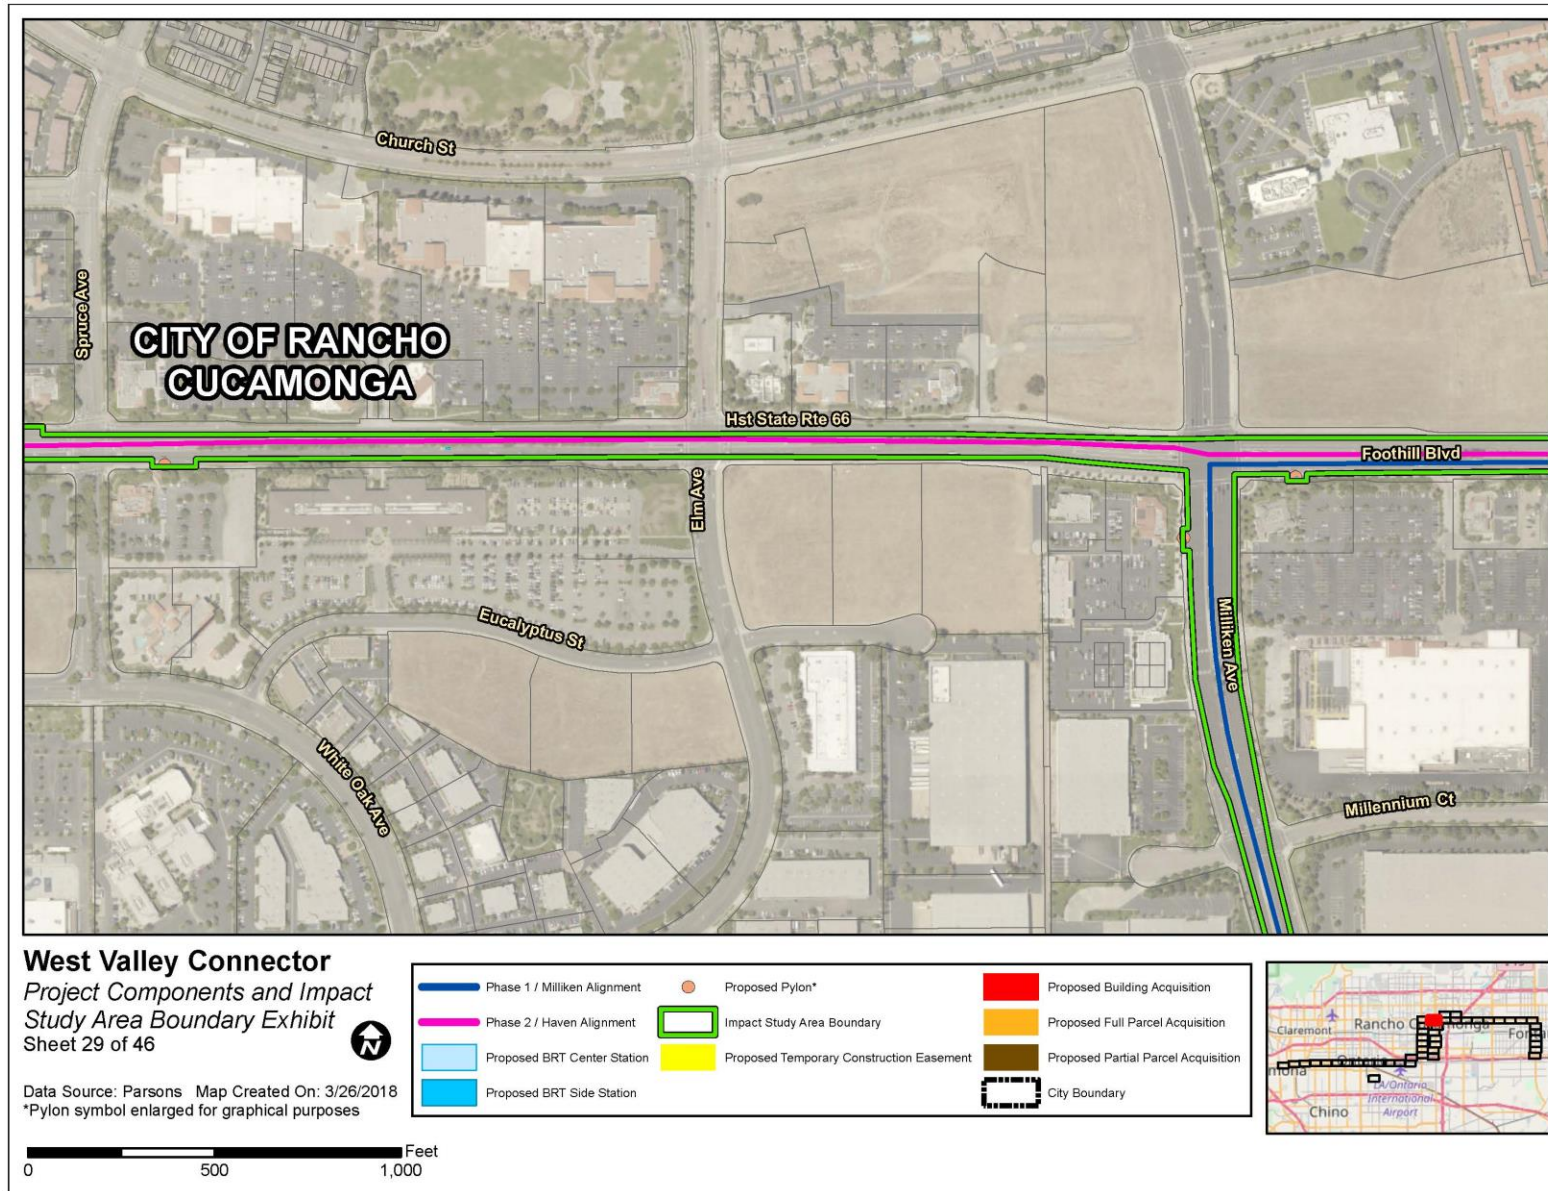 Church St
Spruce Ave
CITY OF RANCHO
CUCAMONGA
Hst State Rte 66
Foothill Blvd
Elm Ave
Eucalyptus St
Milliken Ave
White Oak Ave
Millennium Ct
West Valley Connector
Project Components and Impact
Study Area Boundary Exhibit
Sheet 29 of 46
N
Data Source: Parsons Map Created On: 3/26/2018
*Pylon symbol enlarged for graphical purposes
0 500 1,000 Feet
Phase 1 / Milliken Alignment
Phase 2 / Haven Alignment
Proposed BRT Center Station
Proposed BRT Side Station
Proposed Pylon*
Impact Study Area Boundary
Proposed Temporary Construction Easement
Proposed Building Acquisition
Proposed Full Parcel Acquisition
Proposed Partial Parcel Acquisition
City Boundary
Claremont
Chino
LA/Ontario
International
Airport